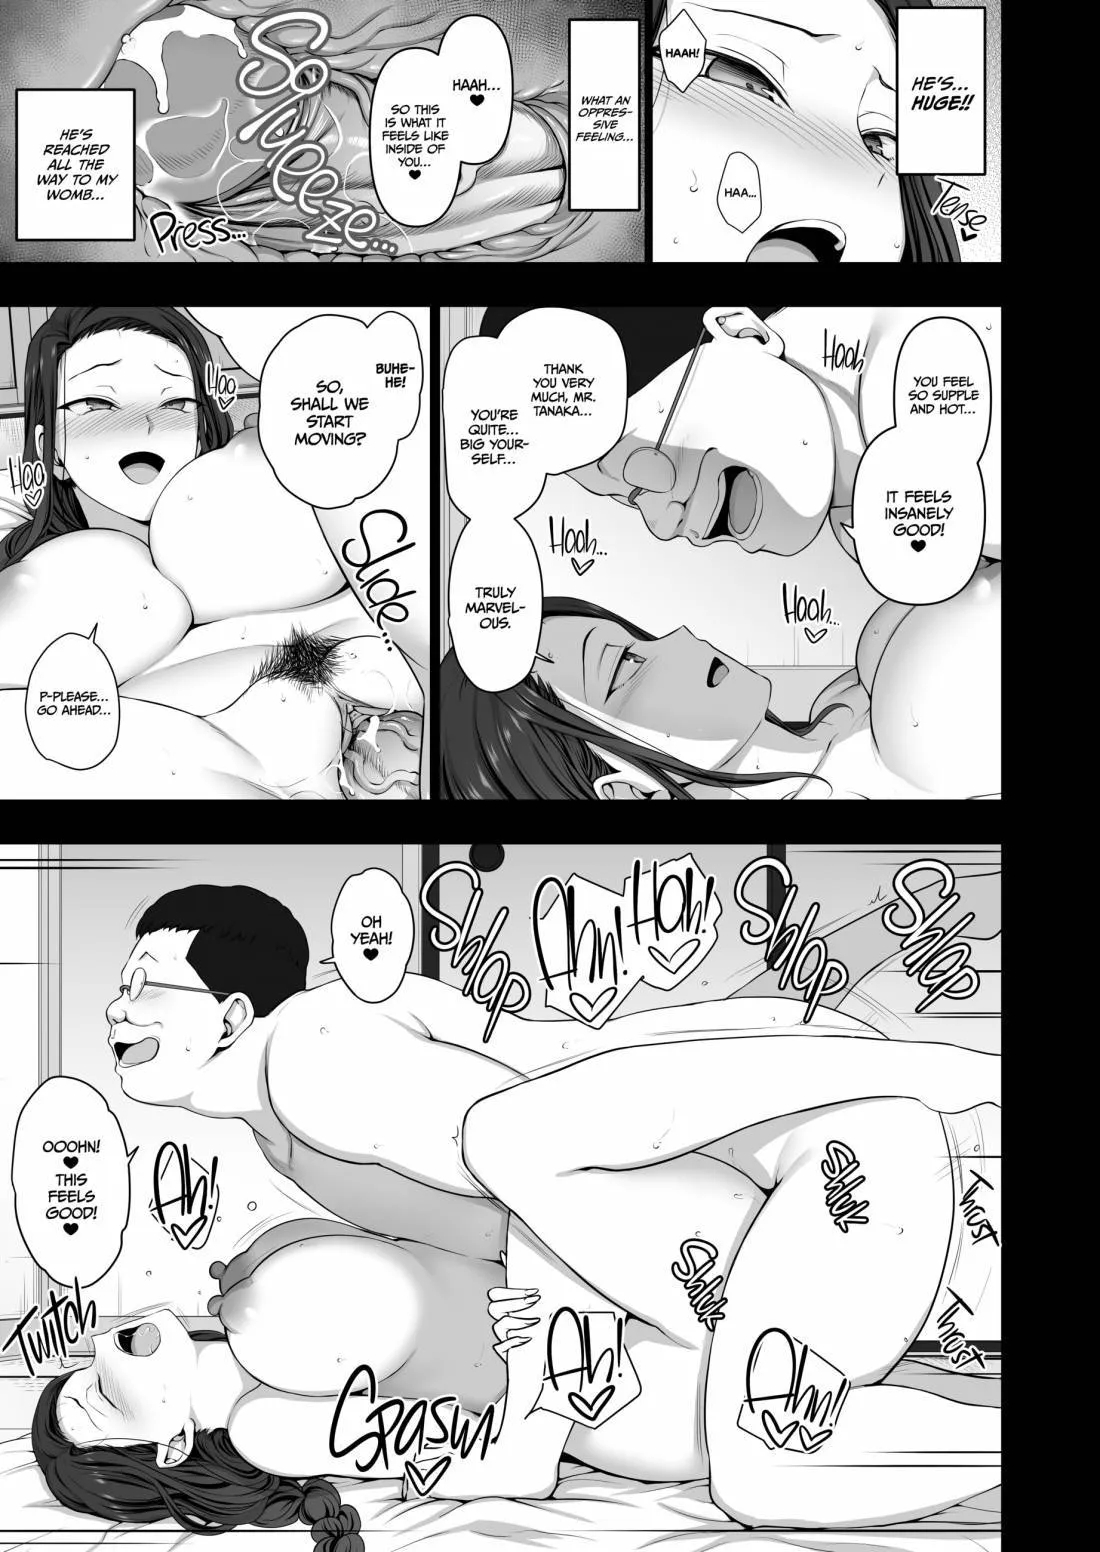 HAAH!
HAA...
HE'S...
HUGE!!
Tense
WHAT AN
OPPRES-
SIVE
FEELING...
HAAH...
SO THIS
IS WHAT IT
FEELS LIKE
INSIDE OF
YOU...
Squeeze...
Press...
HE'S
REACHED
ALL THE
WAY TO MY
WOMB...
YOU FEEL
SO SUPPLE
AND HOT...
IT FEELS
INSANELY
GOOD!
Haah
THANK
YOU VERY
MUCH, MR.
TANAKA...
YOU'RE
QUITE...
BIG YOUR-
SELF...
TRULY
MARVEL-
OUS.
Haah...
Haah...
BUHE-
HE!
SO,
SHALL WE
START
MOVING?
Haa
Haa
Slide...
P-PLEASE...
GO AHEAD...
OH
YEAH!
Shlop
Ahn!
Hah!
Shlop
Shlop
OOOHN!
THIS
FEELS
GOOD!
Ah!
Twitch
Spasm
Shluk
Shluk
Thrust
Thrust
Ah!
Ahn!